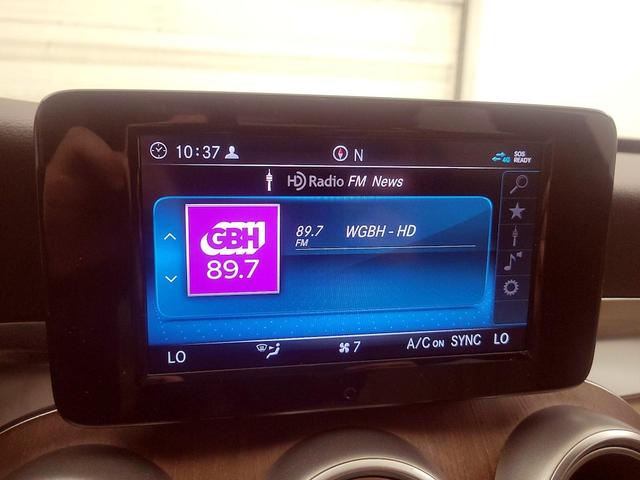 10:37
N
4G
SOS
READY
HD Radio FM News
GBH
89.7
89.7 WGBH - HD
FM
LO
7
A/C ON SYNC LO